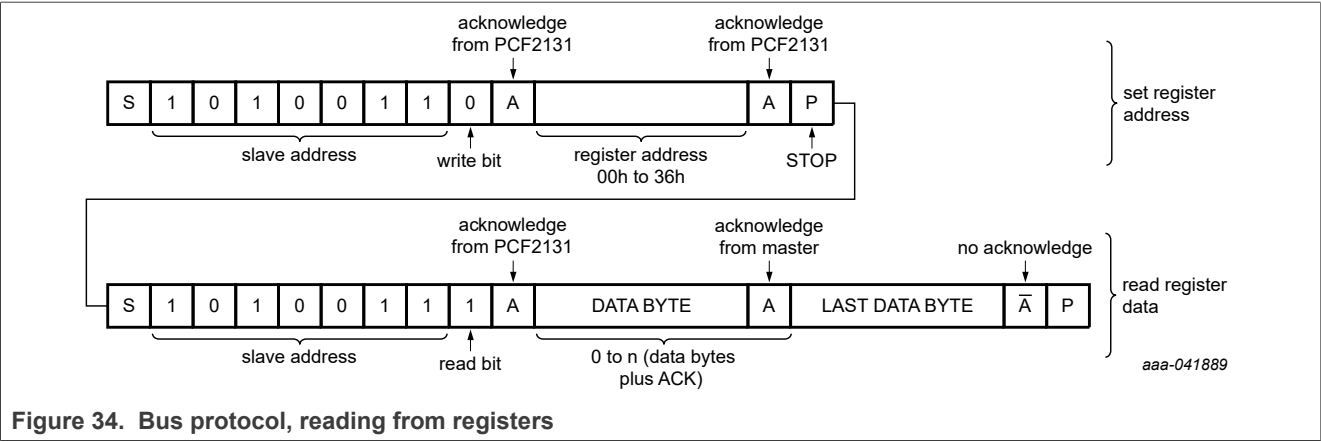 acknowledge acknowledge
from PCF2131 from PCF2131
S 1 0 1 0 0 1 1 0 A A P
set register
address
slave address write bit register address STOP
00h to 36h
acknowledge acknowledge
from PCF2131 from master no acknowledge
S 1 0 1 0 0 1 1 1 A DATA BYTE A LAST DATA BYTE A̅ P
read register
data
slave address read bit 0 to n (data bytes
plus ACK)
aaa-041889
Figure 34. Bus protocol, reading from registers